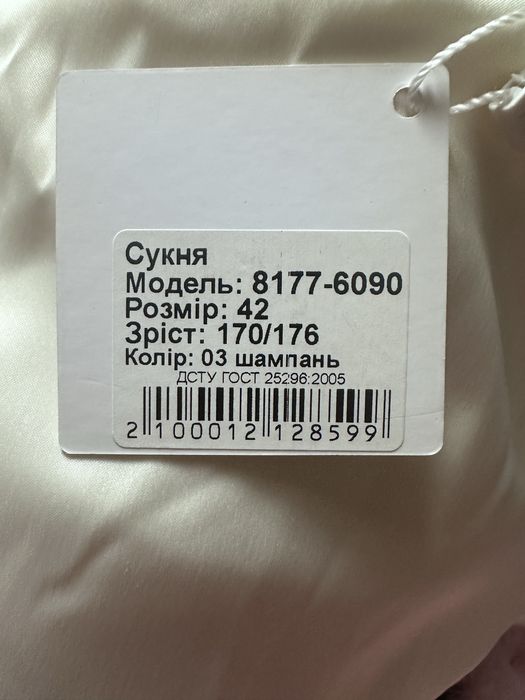 Сукня
Модель: 8177-6090
Розмір: 42
Зріст: 170/176
Колір: 03 шампань
ДСТУ ГОСТ 25296:2005
2 100012 128599